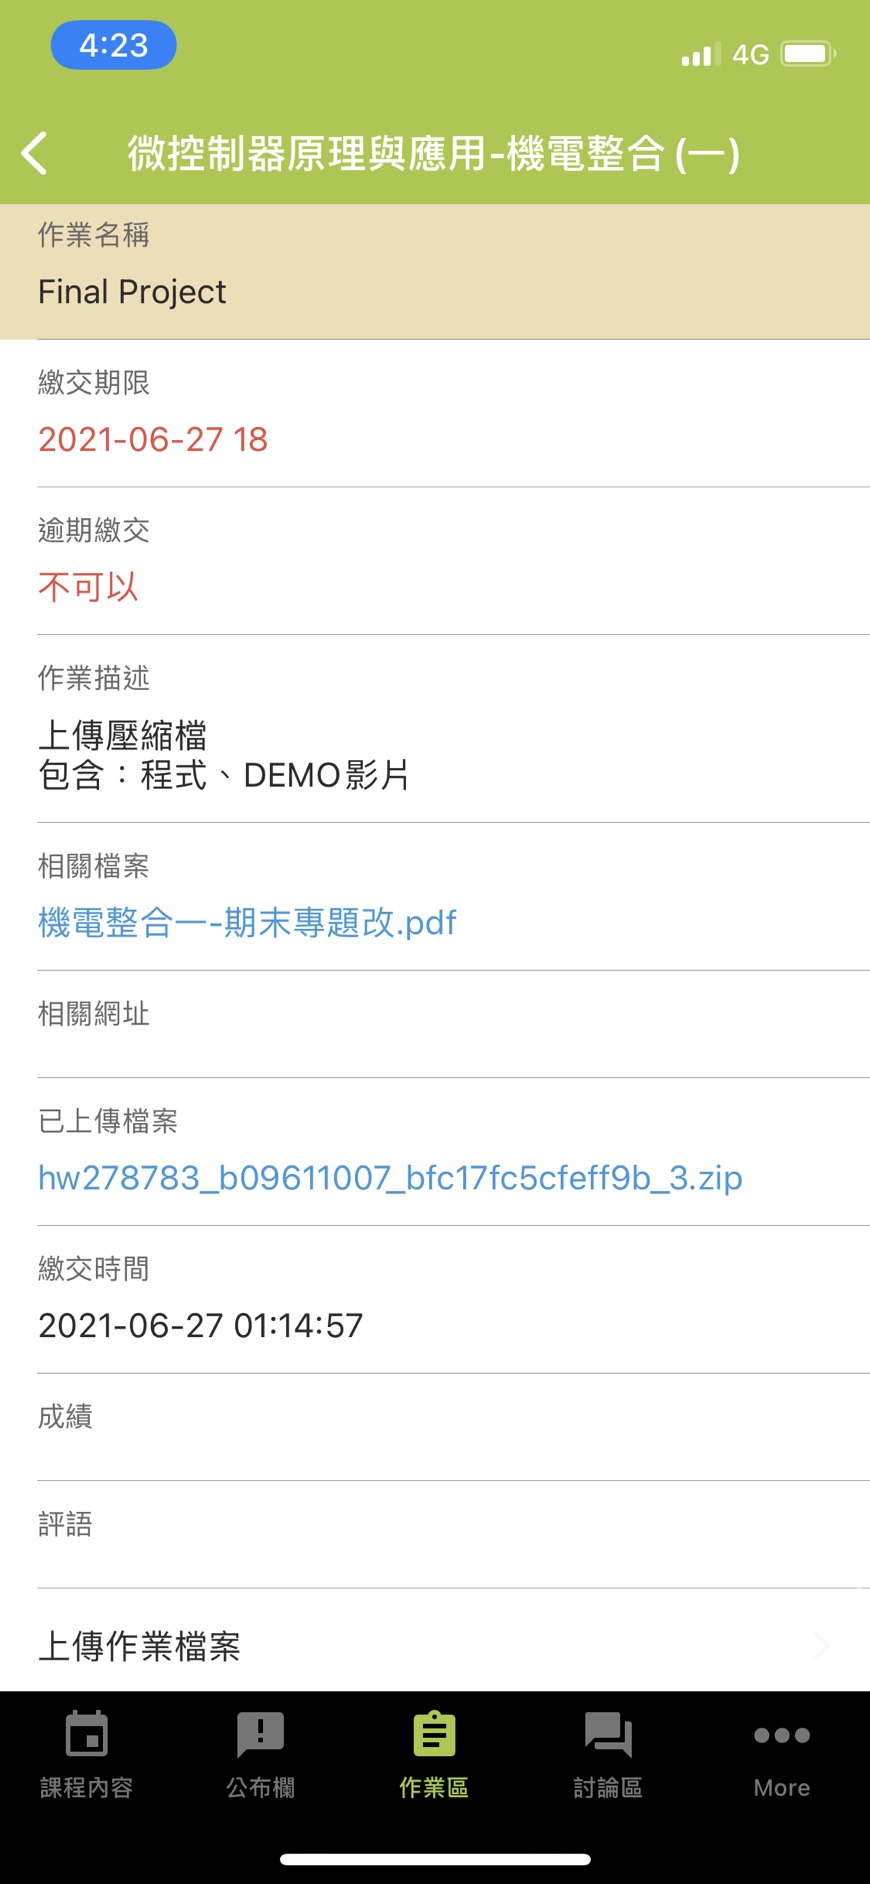 4:23
4G
微控制器原理與應用-機電整合(一)
作業名稱
Final Project
繳交期限
2021-06-27 18
逾期繳交
不可以
作業描述
上傳壓縮檔
包含：程式、DEMO影片
相關檔案
機電整合一-期末專題改.pdf
相關網址
已上傳檔案
hw278783_b09611007_bfc17fc5cfeff9b_3.zip
繳交時間
2021-06-27 01:14:57
成績
評語
上傳作業檔案
課程內容
公布欄
作業區
討論區
More